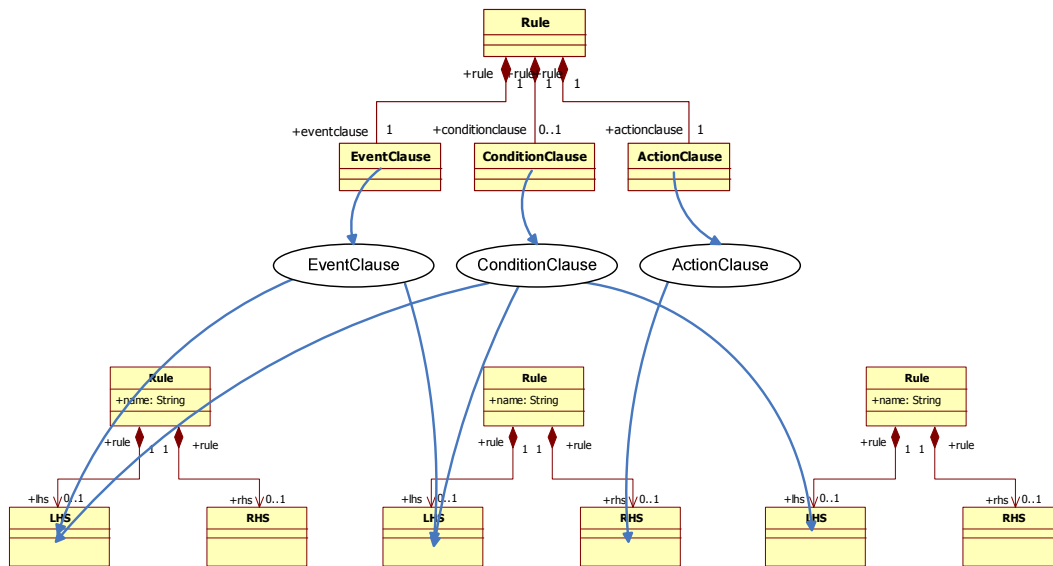 Rule
+rule +rule +rule
1 1 1
+eventclause 1 +conditionclause 0..1 +actionclause 1
EventClause ConditionClause ActionClause
EventClause ConditionClause ActionClause
Rule Rule Rule
+name: String +name: String +name: String
+rule 1 1 +rule +rule 1 1 +rule +rule 1 1 +rule
+lhs 0..1 +rhs 0..1 +lhs 0..1 +rhs 0..1 +lhs 0..1 +rhs 0..1
LHS RHS LHS RHS LHS RHS